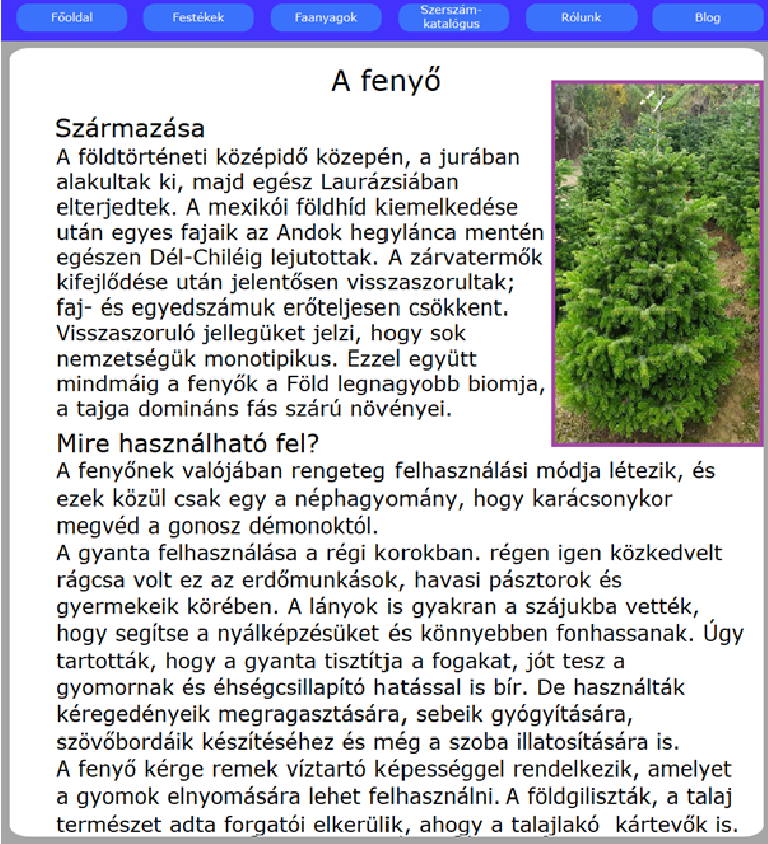 Főoldal
Festékek
Faanyagok
Szerszám-
katalógus
Rólunk
Blog
A fenyő
Származása
A földtörténeti középidő közepén, a jurában
alakultak ki, majd egész Laurázsiában
elterjedtek. A mexikói földhíd kiemelkedése
után egyes fajaik az Andok hegylánca mentén
egészen Dél-Chiléig lejutottak. A zárvatermők
kifejlődése után jelentősen visszaszorultak;
faj- és egyedszámuk erőteljesen csökkent.
Visszaszoruló jellegüket jelzi, hogy sok
nemzetségük monotipikus. Ezzel együtt
mindmáig a fenyők a Föld legnagyobb biomja,
a tajga domináns fás szárú növényei.
Mire használható fel?
A fenyőnek valójában rengeteg felhasználási módja létezik, és
ezek közül csak egy a néphagyomány, hogy karácsonykor
megvéd a gonosz démonoktól.
A gyanta felhasználása a régi korokban. régen igen közkedvelt
rágcsa volt ez az erdőmunkások, havasi pásztorok és
gyermekeik körében. A lányok is gyakran a szájukba vették,
hogy segítse a nyálképzésüket és könnyebben fonhassanak. Úgy
tartották, hogy a gyanta tisztítja a fogakat, jót tesz a
gyomornak és éhségcsillapító hatással is bír. De használták
kéregedényeik megragasztására, sebeik gyógyítására,
szövőbordáik készítéséhez és még a szoba illatosítására is.
A fenyő kérge remek víztartó képességgel rendelkezik, amelyet
a gyomok elnyomására lehet felhasználni. A földgiliszták, a talaj
természet adta forgatói elkerülik, ahogy a talajlakó  kártevők is.